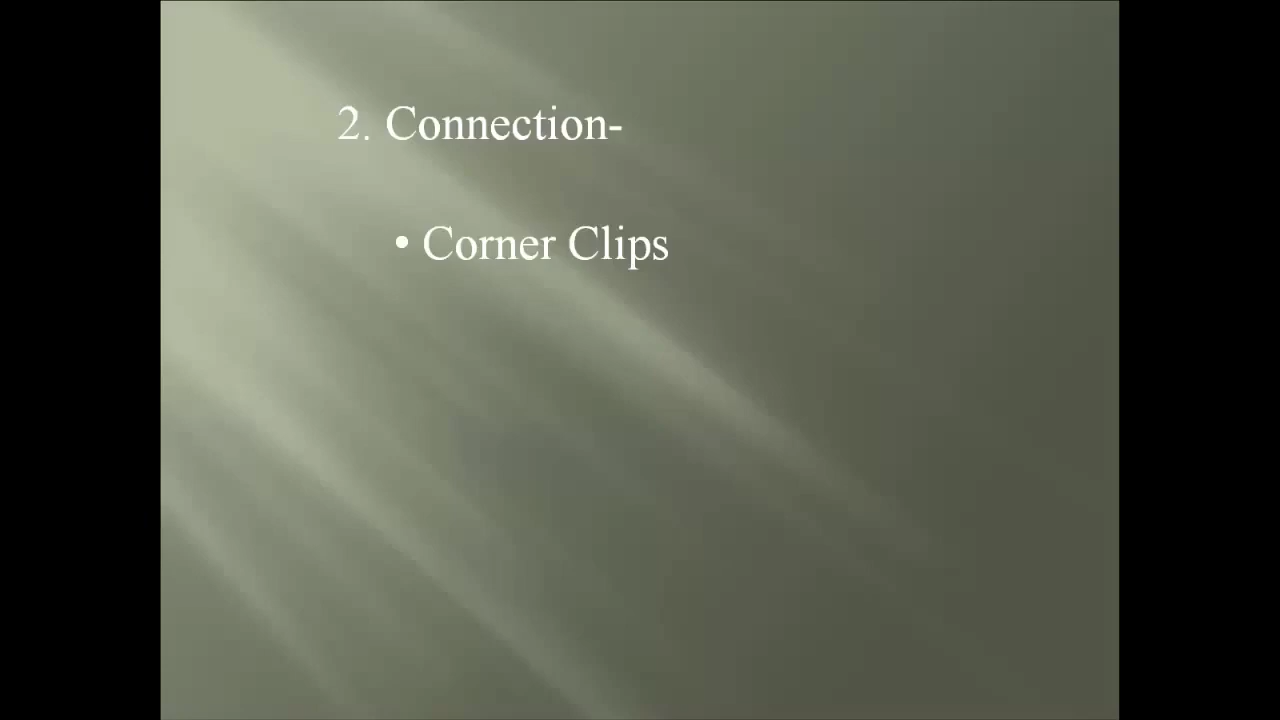 2. Connection-
• Corner Clips